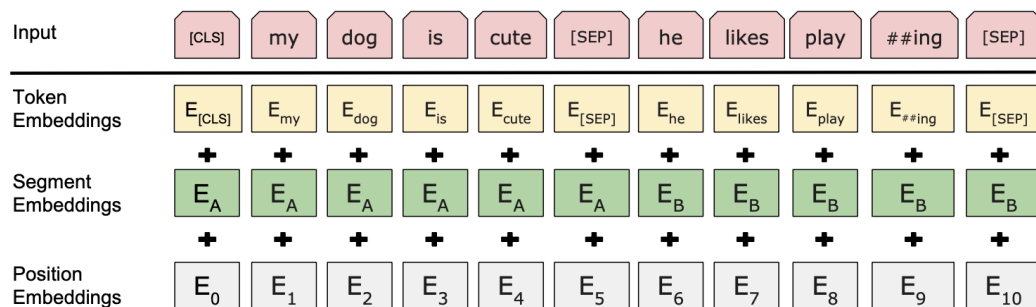 Input [CLS] my dog is cute [SEP] he likes play ##ing [SEP]
Token
Embeddings E[CLS] Emy Edog Eis Ecute E[SEP] Ehe Elikes Eplay E##ing E[SEP]
+ + + + + + + + + + +
Segment
Embeddings EA EA EA EA EA EA EB EB EB EB EB
+ + + + + + + + + + +
Position
Embeddings E0 E1 E2 E3 E4 E5 E6 E7 E8 E9 E10